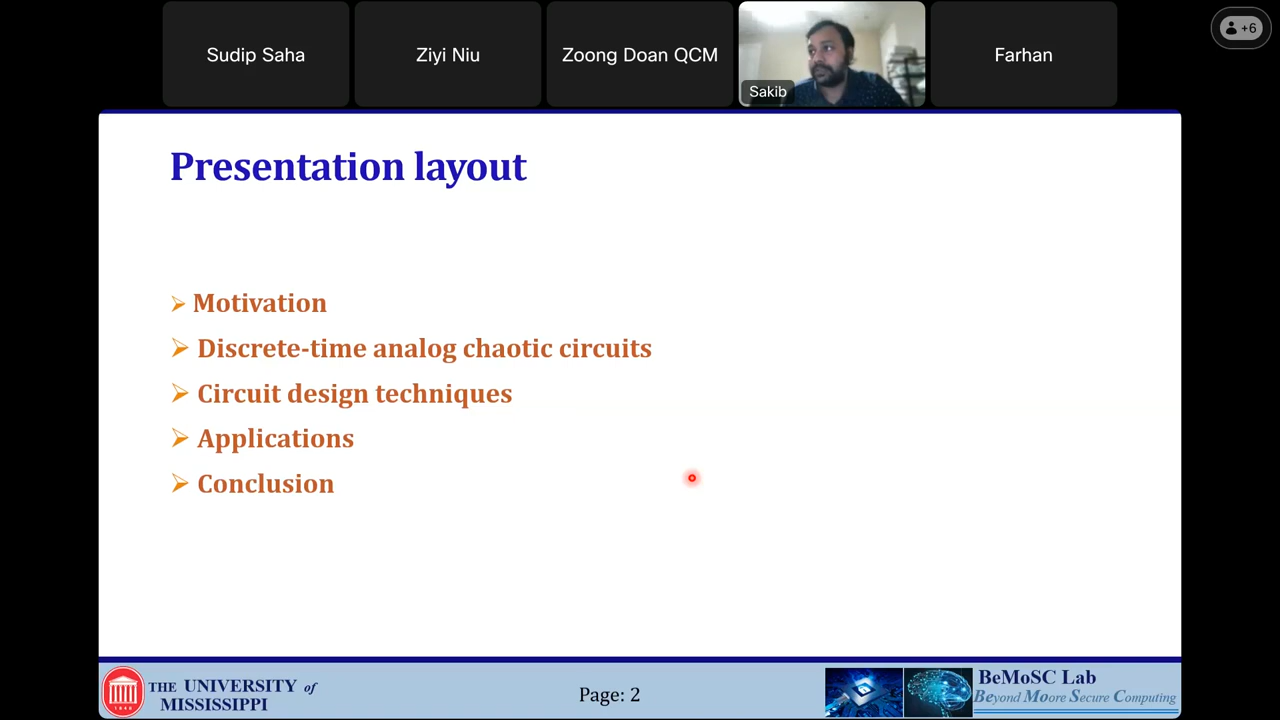 Sudip Saha
Ziyi Niu
Zoong Doan QCM
Sakib
Farhan
+6
Presentation layout
Motivation
Discrete-time analog chaotic circuits
Circuit design techniques
Applications
Conclusion
THE UNIVERSITY of
MISSISSIPPI
1848
Page: 2
BeMoSC Lab
Beyond Moore Secure Computing